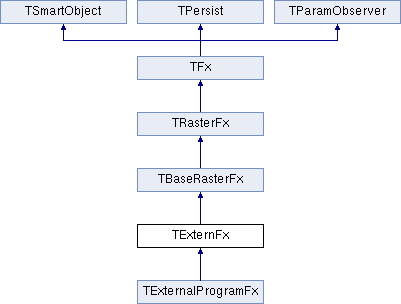 TSmartObject TPersist TParamObserver
TFx
TRasterFx
TBaseRasterFx
TExternFx
TExternalProgramFx